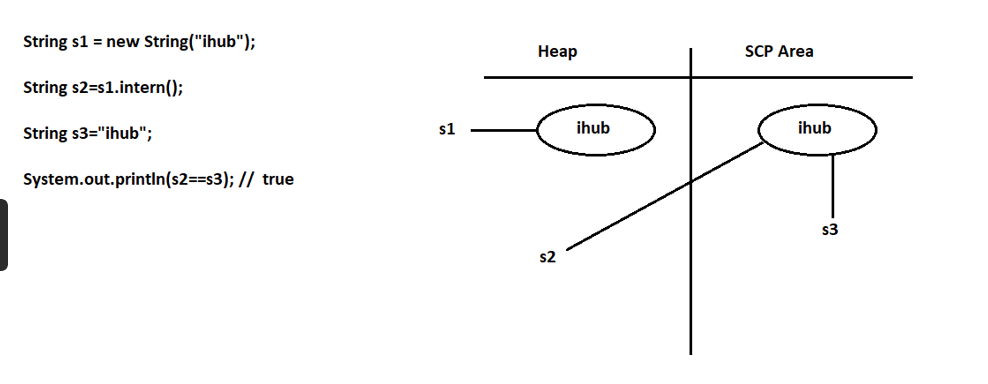 String s1 = new String("ihub");
String s2=s1.intern();
String s3="ihub";
System.out.println(s2==s3); //  true
Heap
SCP Area
s1
ihub
ihub
s2
s3